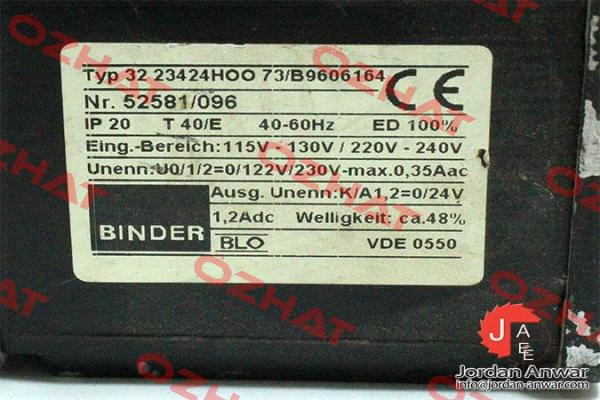 Typ 32 23424HOO 73/B9606164 CE
Nr. 52581/096
IP 20 T 40/E 40-60Hz ED 100%
Eing.-Bereich: 115V - 130V / 220V - 240V
Unenn: U0/1/2=0/122V/230V-max. 0,35Aac
Ausg. Unenn: K/A1,2=0/24V
1,2Adc Welligkeit: ca.48%
BINDER BLO VDE 0550
OZHAT
OZHAT
OZHAT
OZHAT
OZHAT
OZHAT
JAEE
Jordan Anwar
info@jordan-anwar.com